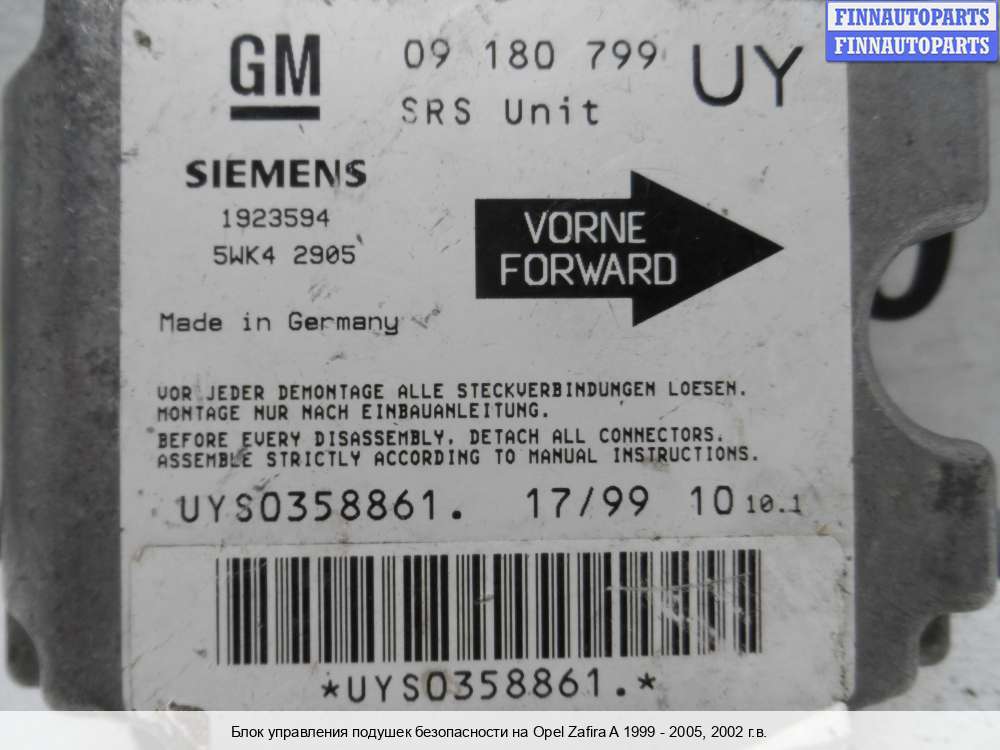 FINNAUTOPARTS
FINNAUTOPARTS
GM
09 180 799
UY
SRS Unit
SIEMENS
1923594
5WK4 2905
VORNE
FORWARD
Made in Germany
VOR JEDER DEMONTAGE ALLE STECKVERBINDUNGEN LOESEN.
MONTAGE NUR NACH EINBAUANLEITUNG.
BEFORE EVERY DISASSEMBLY, DETACH ALL CONNECTORS.
ASSEMBLE STRICTLY ACCORDING TO MANUAL INSTRUCTIONS.
UYS0358861. 17/99 10 10.1
*UYS0358861.*
Блок управления подушек безопасности на Opel Zafira A 1999 - 2005, 2002 г.в.